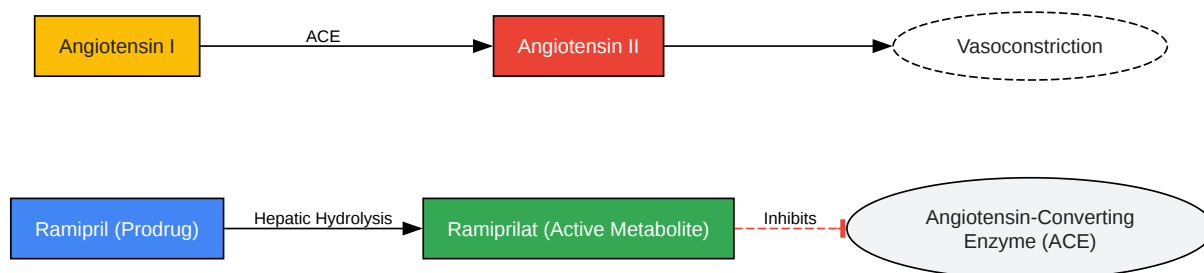 Angiotensin I
ACE
Angiotensin II
Vasoconstriction
Ramipril (Prodrug)
Hepatic Hydrolysis
Ramiprilat (Active Metabolite)
Inhibits
Angiotensin-Converting
Enzyme (ACE)